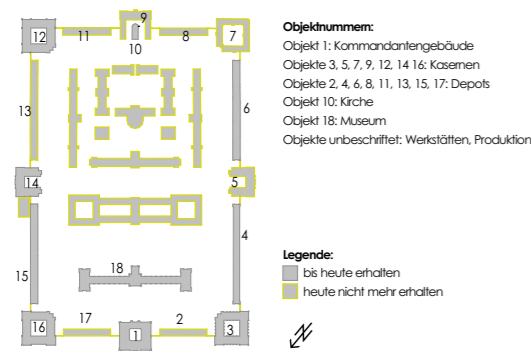 9
12
11
8
7
10
13
6
14
5
4
15
18
17
2
16
1
3
Objektnummern:
Objekt 1: Kommandantengebäude
Objekte 3, 5, 7, 9, 12, 14 16: Kasernen
Objekte 2, 4, 6, 8, 11, 13, 15, 17: Depots
Objekt 10: Kirche
Objekt 18: Museum
Objekte unbeschriftet: Werkstätten, Produktion
Legende:
bis heute erhalten
heute nicht mehr erhalten
N